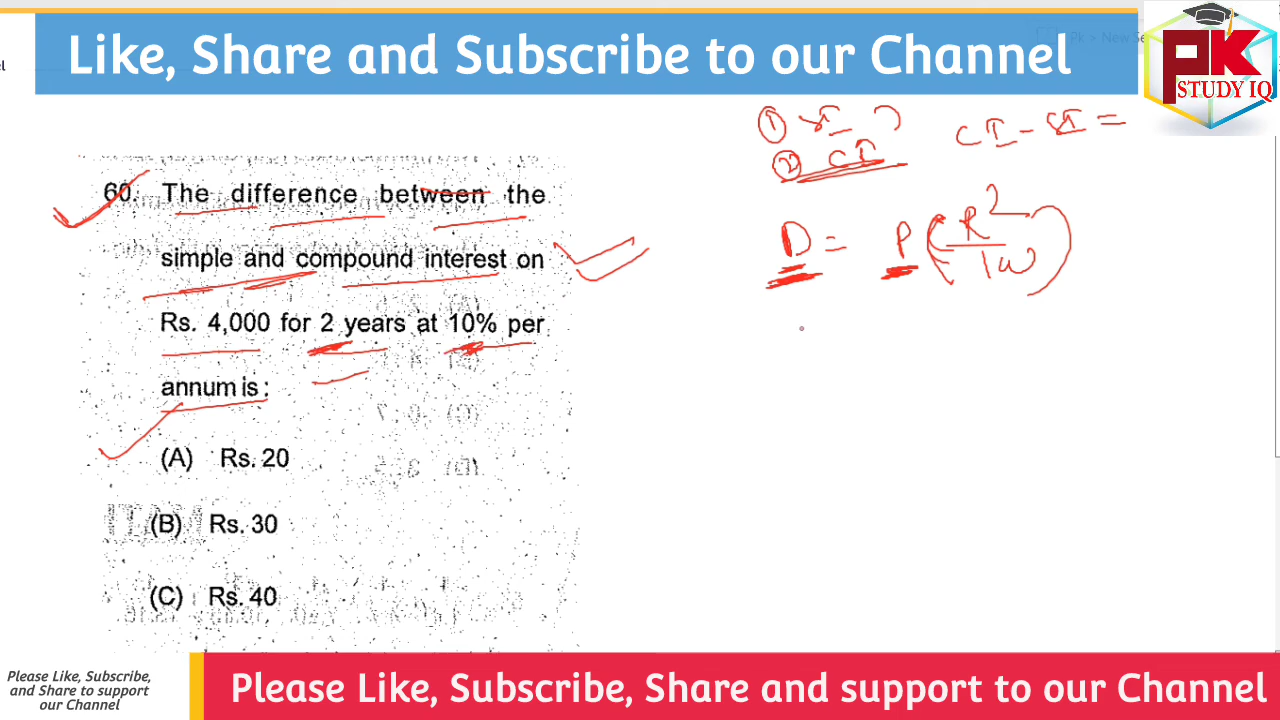 Like, Share and Subscribe to our Channel
PK
STUDY IQ
60. The difference between the
simple and compound interest on
Rs. 4,000 for 2 years at 10% per
annum is :
(A) Rs. 20
(B) Rs. 30
(C) Rs. 40
① SI
② CI
CI - SI =
D = P (R² / 100)
Please Like, Subscribe,
and Share to support
our Channel
Please Like, Subscribe, Share and support to our Channel